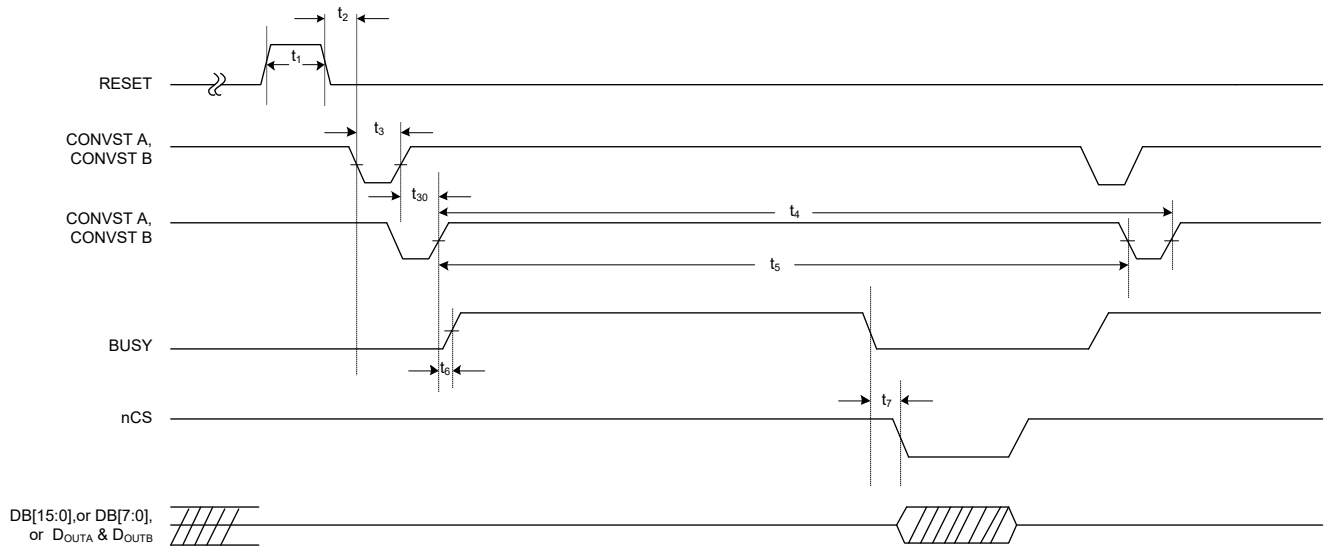 t2
t1
RESET
t3
CONVST A,
CONVST B
t30
t4
CONVST A,
CONVST B
t5
BUSY
t6
t7
nCS
DB[15:0],or DB[7:0],
or DOUTA & DOUTB